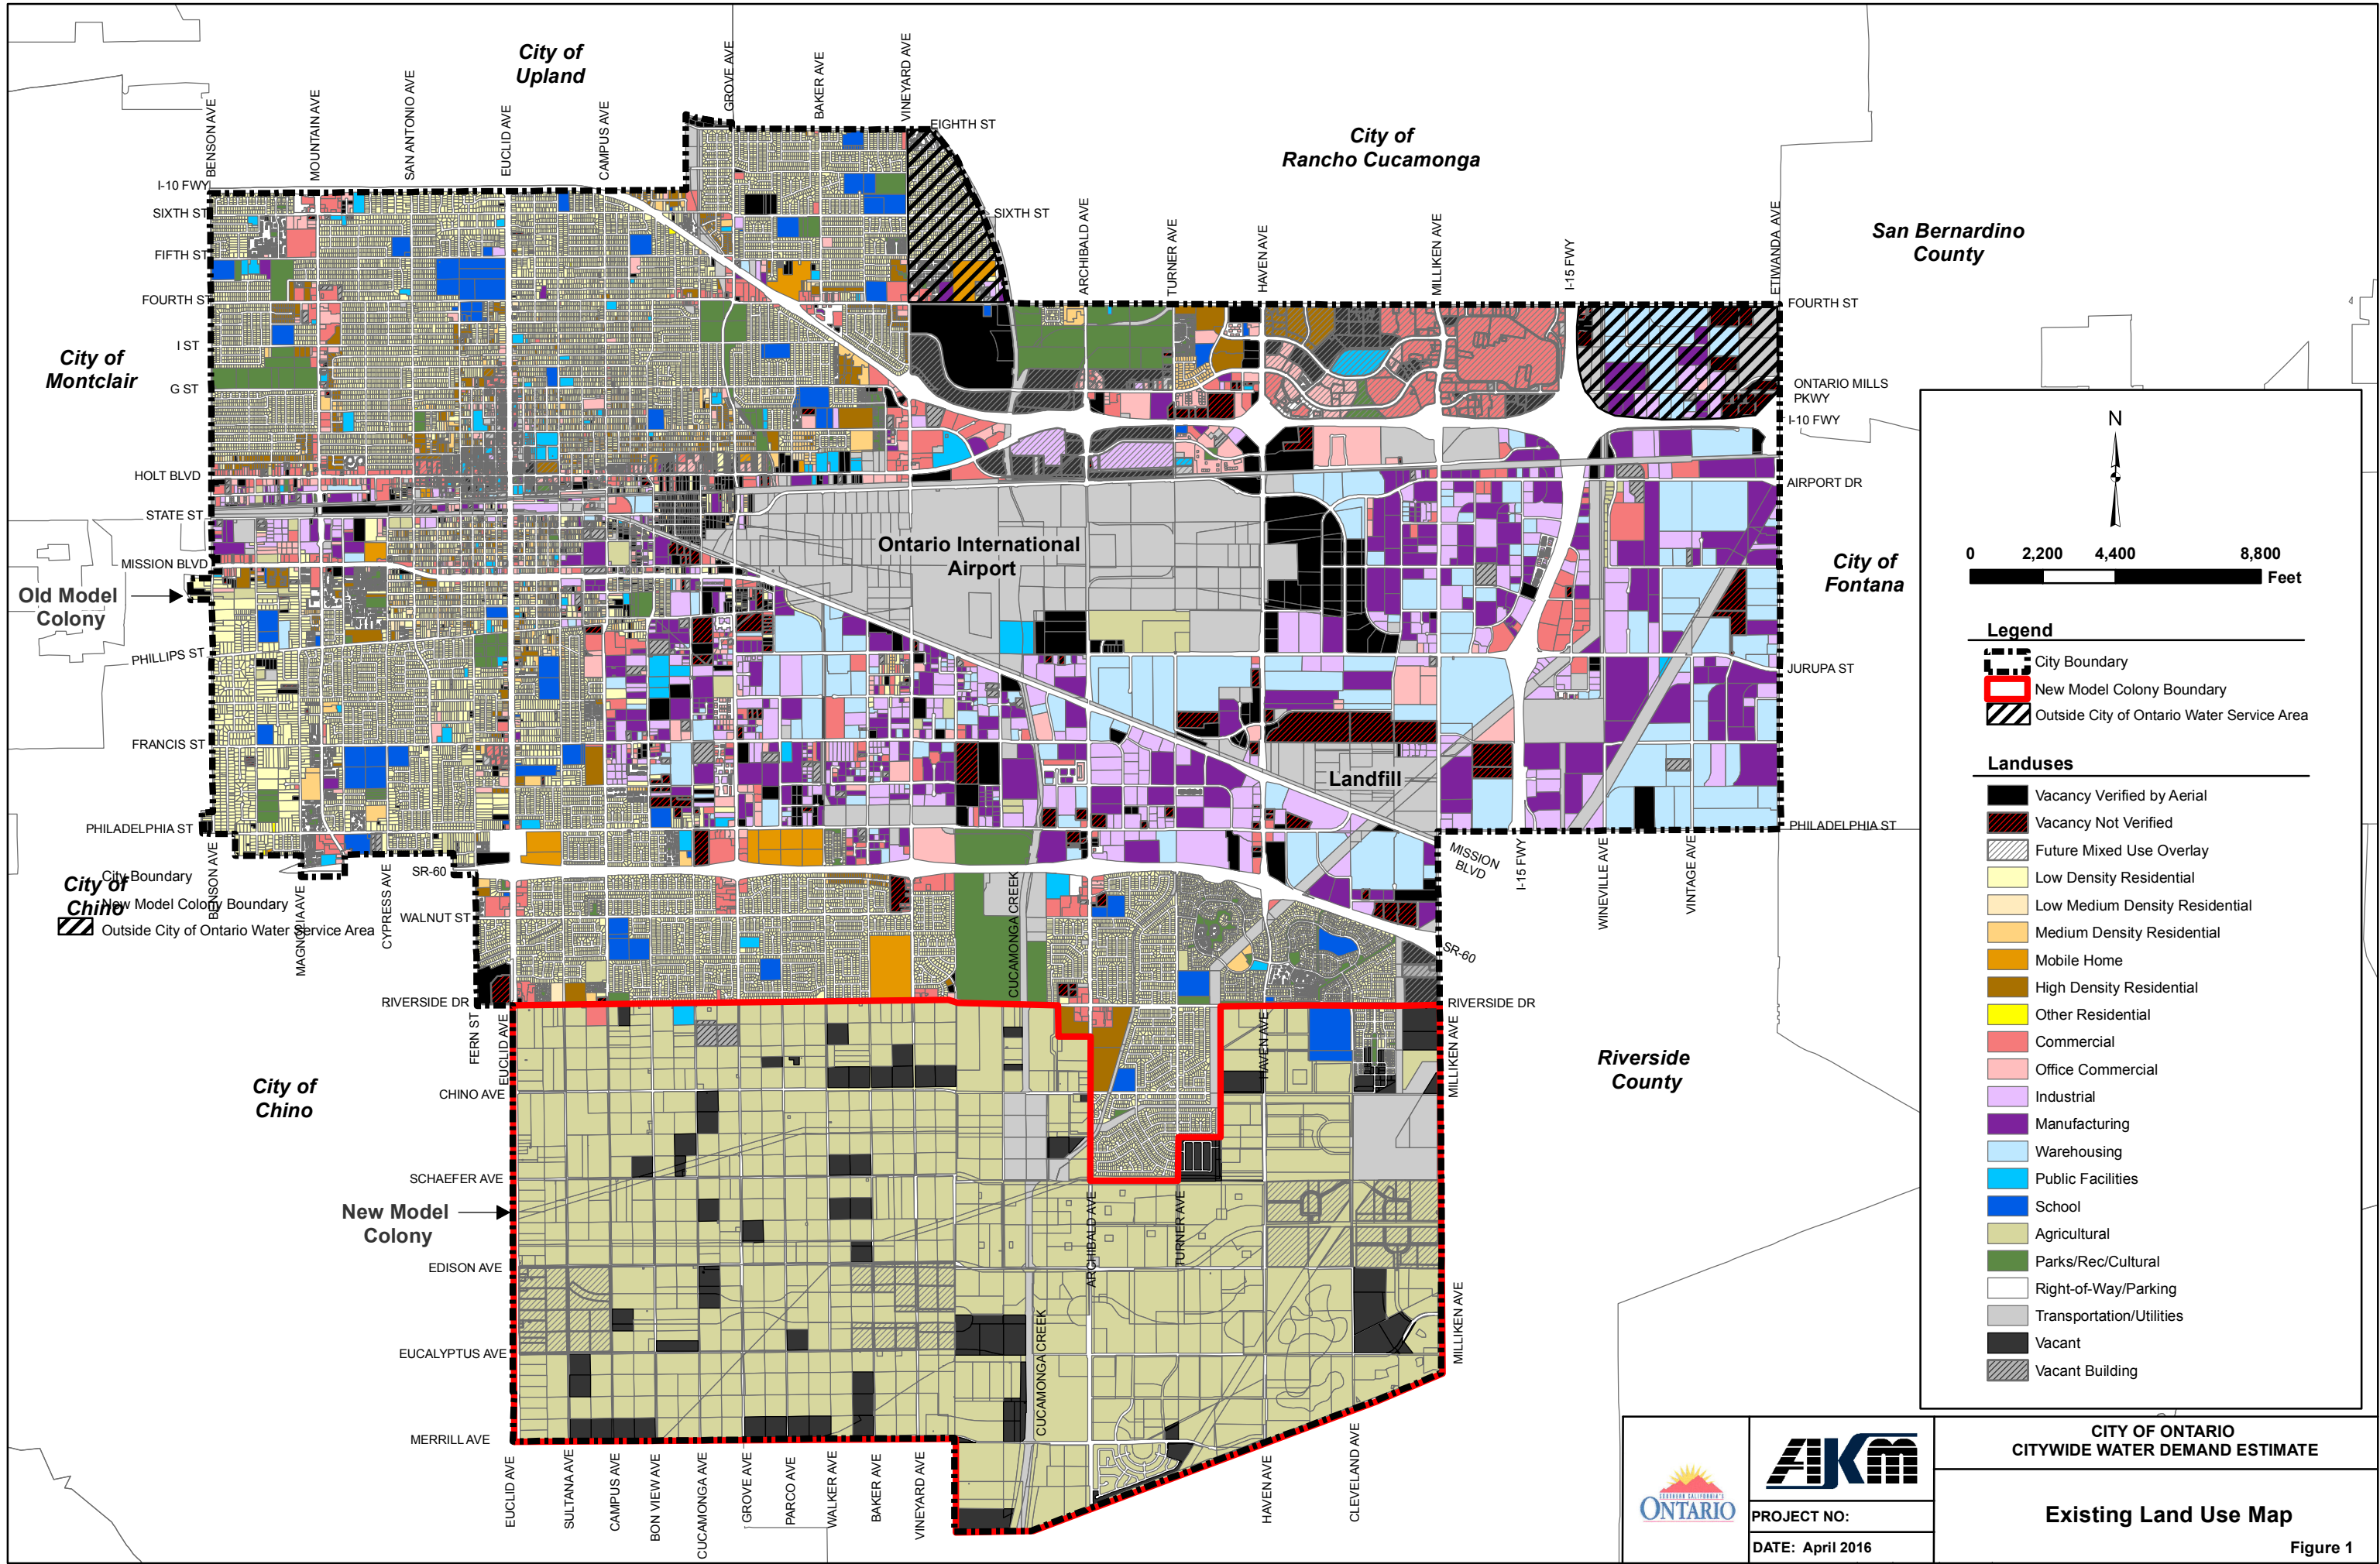 City of
Upland
City of
Rancho Cucamonga
San Bernardino
County
City of
Montclair
City of
Fontana
City of
Chino
City of
Chino
Riverside
County
Old Model
Colony
New Model
Colony
Ontario International
Airport
Landfill
BENSON AVE
MOUNTAIN AVE
SAN ANTONIO AVE
EUCLID AVE
CAMPUS AVE
GROVE AVE
BAKER AVE
VINEYARD AVE
EIGHTH ST
SIXTH ST
ARCHIBALD AVE
TURNER AVE
HAVEN AVE
MILLIKEN AVE
I-15 FWY
ETIWANDA AVE
I-10 FWY
SIXTH ST
FIFTH ST
FOURTH ST
I ST
G ST
HOLT BLVD
STATE ST
MISSION BLVD
PHILLIPS ST
FRANCIS ST
PHILADELPHIA ST
FOURTH ST
ONTARIO MILLS
PKWY
I-10 FWY
AIRPORT DR
JURUPA ST
PHILADELPHIA ST
MISSION
BLVD
I-15 FWY
WINEVILLE AVE
VINTAGE AVE
SR-60
RIVERSIDE DR
BENSON AVE
MAGNOLIA AVE
CYPRESS AVE
SR-60
WALNUT ST
RIVERSIDE DR
FERN ST
EUCLID AVE
CUCAMONGA CREEK
City Boundary
New Model Colony Boundary
Outside City of Ontario Water Service Area
CHINO AVE
SCHAEFER AVE
EDISON AVE
EUCALYPTUS AVE
MERRILL AVE
HAVEN AVE
MILLIKEN AVE
ARCHIBALD AVE
TURNER AVE
CUCAMONGA CREEK
MILLIKEN AVE
EUCLID AVE
SULTANA AVE
CAMPUS AVE
BON VIEW AVE
CUCAMONGA AVE
GROVE AVE
PARCO AVE
WALKER AVE
BAKER AVE
VINEYARD AVE
HAVEN AVE
CLEVELAND AVE
N
0 2,200 4,400 8,800
Feet
Legend
City Boundary
New Model Colony Boundary
Outside City of Ontario Water Service Area
Landuses
Vacancy Verified by Aerial
Vacancy Not Verified
Future Mixed Use Overlay
Low Density Residential
Low Medium Density Residential
Medium Density Residential
Mobile Home
High Density Residential
Other Residential
Commercial
Office Commercial
Industrial
Manufacturing
Warehousing
Public Facilities
School
Agricultural
Parks/Rec/Cultural
Right-of-Way/Parking
Transportation/Utilities
Vacant
Vacant Building
SOUTHERN CALIFORNIA'S
ONTARIO
AKM
PROJECT NO:
DATE: April 2016
CITY OF ONTARIO
CITYWIDE WATER DEMAND ESTIMATE
Existing Land Use Map
Figure 1